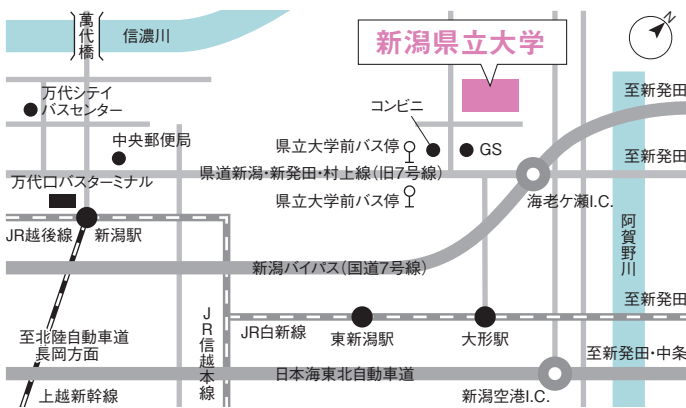 萬代橋
信濃川
新潟県立大学
N
万代シテイ
バスセンター
コンビニ
至新発田
中央郵便局
県立大学前バス停
GS
至新発田
県道新潟・新発田・村上線(旧7号線)
万代口バスターミナル
県立大学前バス停
海老ケ瀬I.C.
阿賀野川
JR越後線
新潟駅
新潟バイパス(国道7号線)
至新発田
JR信越本線
JR白新線
東新潟駅
大形駅
至北陸自動車道
長岡方面
至新発田・中条
日本海東北自動車道
上越新幹線
新潟空港I.C.